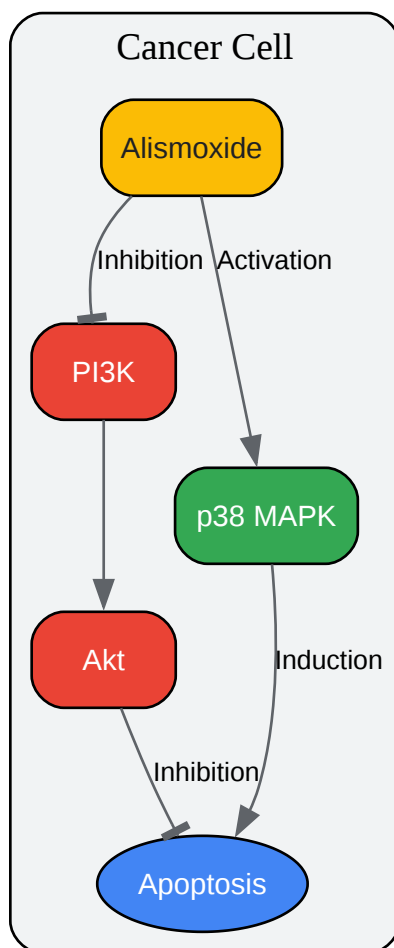 Cancer Cell
Alismoxide
Inhibition
Activation
PI3K
p38 MAPK
Akt
Induction
Inhibition
Apoptosis